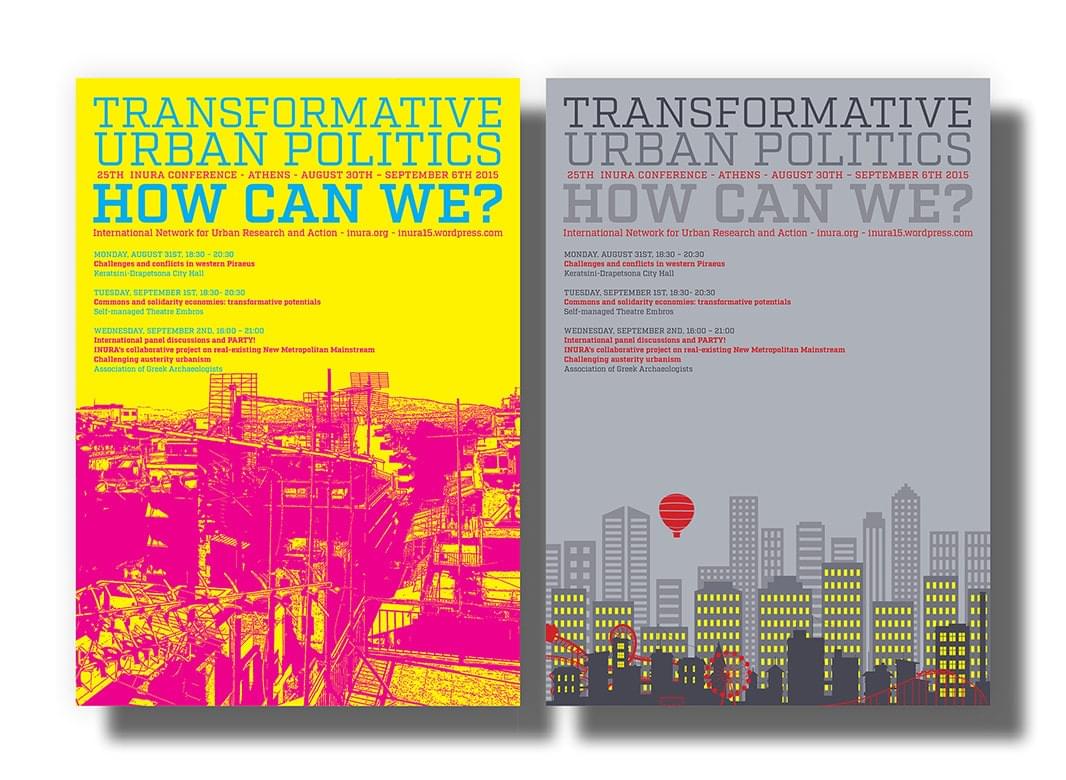 TRANSFORMATIVE
URBAN POLITICS
25TH INURA CONFERENCE - ATHENS - AUGUST 30TH – SEPTEMBER 6TH 2015
HOW CAN WE?
International Network for Urban Research and Action - inura.org - inura15.wordpress.com
MONDAY, AUGUST 31ST, 18:30 – 20:30
Challenges and conflicts in western Piraeus
Keratsini-Drapetsona City Hall
TUESDAY, SEPTEMBER 1ST, 18:30- 20:30
Commons and solidarity economies: transformative potentials
Self-managed Theatre Embros
WEDNESDAY, SEPTEMBER 2ND, 16:00 – 21:00
International panel discussions and PARTY!
INURA's collaborative project on real-existing New Metropolitan Mainstream
Challenging austerity urbanism
Association of Greek Archaeologists
TRANSFORMATIVE
URBAN POLITICS
25TH INURA CONFERENCE - ATHENS - AUGUST 30TH – SEPTEMBER 6TH 2015
HOW CAN WE?
International Network for Urban Research and Action - inura.org - inura15.wordpress.com
MONDAY, AUGUST 31ST, 18:30 – 20:30
Challenges and conflicts in western Piraeus
Keratsini-Drapetsona City Hall
TUESDAY, SEPTEMBER 1ST, 18:30- 20:30
Commons and solidarity economies: transformative potentials
Self-managed Theatre Embros
WEDNESDAY, SEPTEMBER 2ND, 16:00 – 21:00
International panel discussions and PARTY!
INURA's collaborative project on real-existing New Metropolitan Mainstream
Challenging austerity urbanism
Association of Greek Archaeologists